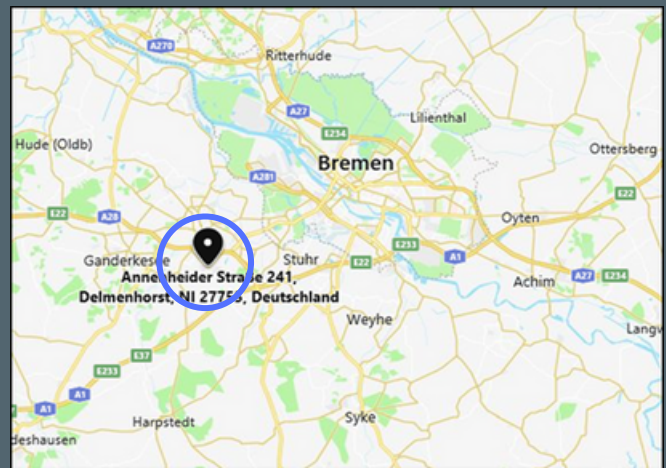 A270
Ritterhude
A27
Lilienthal
E234
Hude (Oldb)
Bremen
Ottersberg
A281
E22
E22
A28
Oyten
Ganderkesee
Stuhr
E233
E22
A1
Annenheider Straße 241,
Achim
A27
E234
Delmenhorst, NI 27755, Deutschland
Weyhe
Langw
E37
E233
A1
A1
Harpstedt
Syke
deshausen